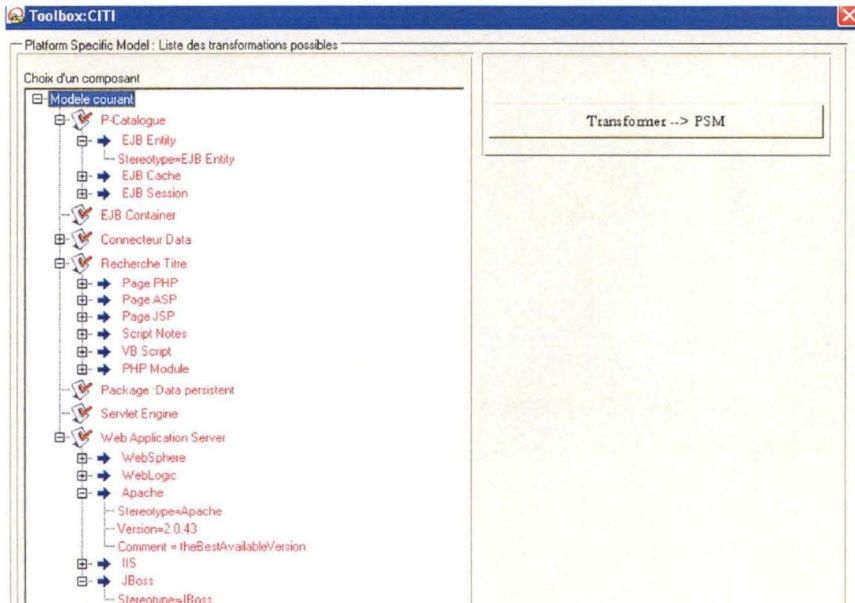 Toolbox:CITI
Platform Specific Model : Liste des transformations possibles
Choix d'un composant
Modele courant
P-Catalogue
EJB Entity
Stereotype=EJB Entity
EJB Cache
EJB Session
EJB Container
Connecteur Data
Recherche Titre
Page PHP
Page ASP
Page JSP
Script Notes
VB Script
PHP Module
Package :Data persistent
Servlet Engine
Web Application Server
WebSphere
WebLogic
Apache
Stereotype=Apache
Version=2.0.43
Comment = theBestAvailableVersion
IIS
JBoss
Stereotype=JBoss
Transformer --> PSM